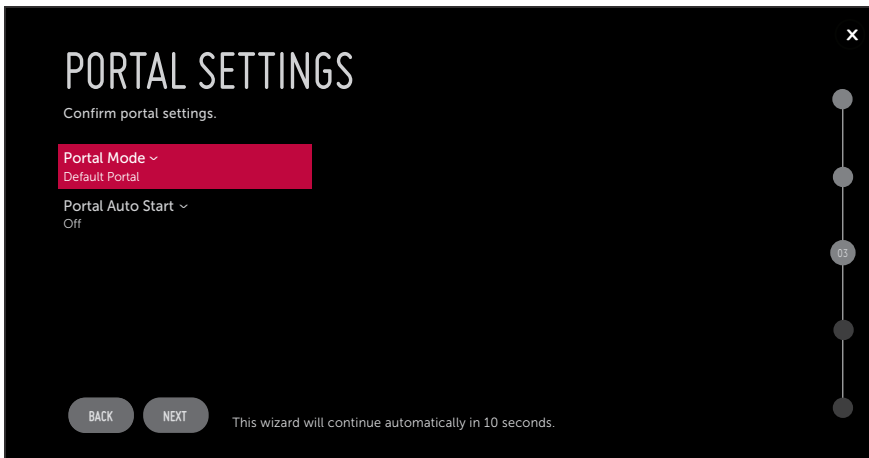 X
PORTAL SETTINGS
Confirm portal settings.
Portal Mode
Default Portal
Portal Auto Start
Off
03
BACK
NEXT
This wizard will continue automatically in 10 seconds.